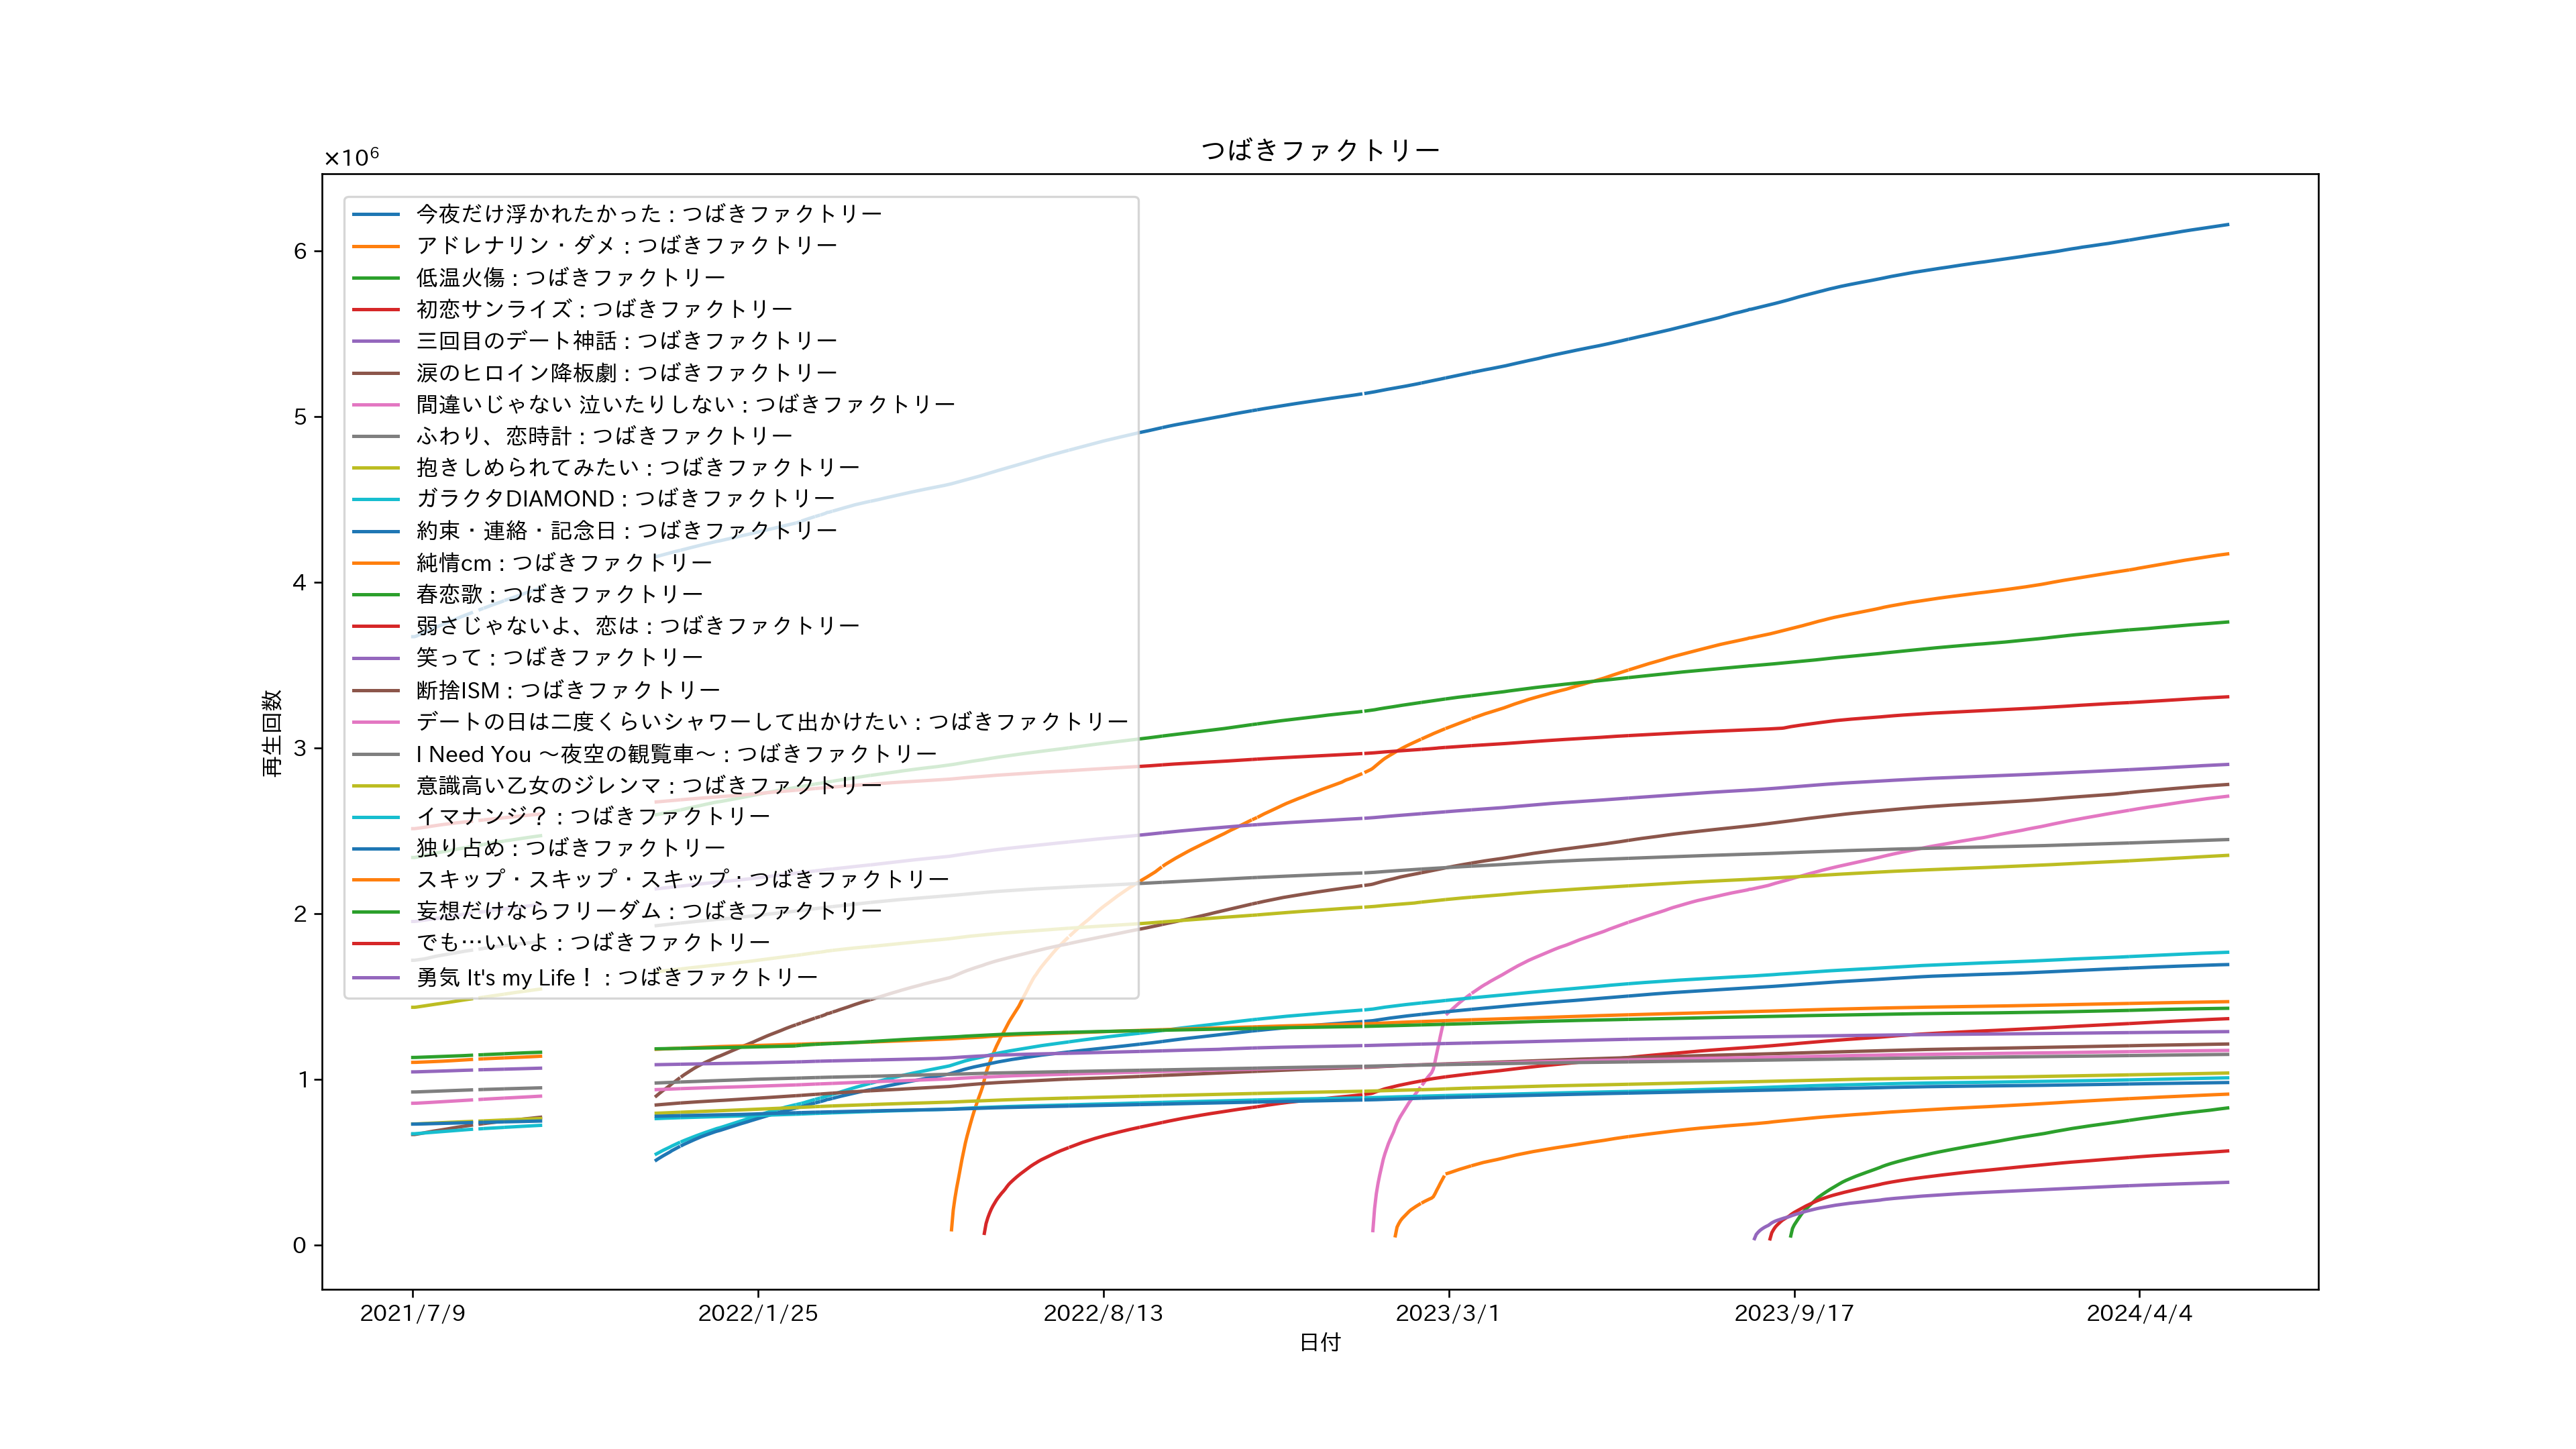 つばきファクトリー
×10⁶
今夜だけ浮かれたかった : つばきファクトリー
アドレナリン・ダメ : つばきファクトリー
低温火傷 : つばきファクトリー
初恋サンライズ : つばきファクトリー
三回目のデート神話 : つばきファクトリー
涙のヒロイン降板劇 : つばきファクトリー
間違いじゃない 泣いたりしない : つばきファクトリー
ふわり、恋時計 : つばきファクトリー
抱きしめられてみたい : つばきファクトリー
ガラクタDIAMOND : つばきファクトリー
約束・連絡・記念日 : つばきファクトリー
純情cm : つばきファクトリー
春恋歌 : つばきファクトリー
弱さじゃないよ、恋は : つばきファクトリー
笑って : つばきファクトリー
断捨ISM : つばきファクトリー
デートの日は二度くらいシャワーして出かけたい : つばきファクトリー
I Need You ～夜空の観覧車～ : つばきファクトリー
意識高い乙女のジレンマ : つばきファクトリー
イマナンジ？ : つばきファクトリー
独り占め : つばきファクトリー
スキップ・スキップ・スキップ : つばきファクトリー
妄想だけならフリーダム : つばきファクトリー
でも…いいよ : つばきファクトリー
勇気 It's my Life！ : つばきファクトリー
6
5
4
3
2
1
0
再生回数
2021/7/9
2022/1/25
2022/8/13
2023/3/1
2023/9/17
2024/4/4
日付